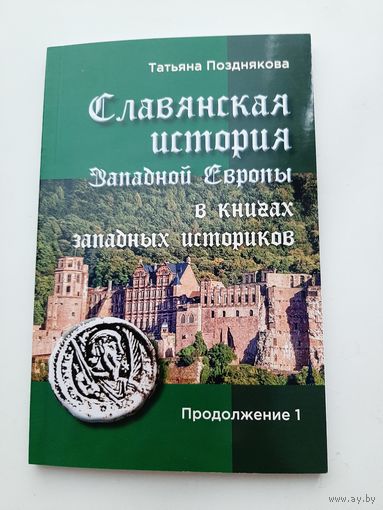 Татьяна Позднякова
Славянская
история
Западной Европы
в книгах
западных историков
Продолжение 1
www.ay.by